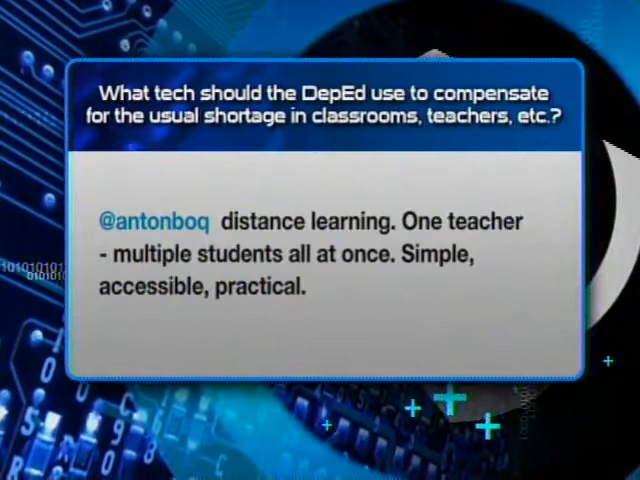 What tech should the DepEd use to compensate
for the usual shortage in classrooms, teachers, etc.?
@antonboq distance learning. One teacher
- multiple students all at once. Simple,
accessible, practical.